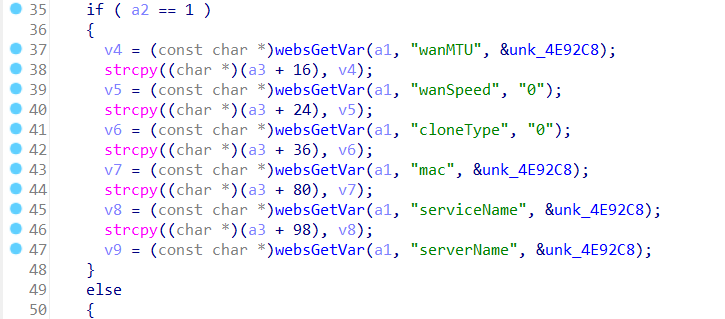 35 if ( a2 == 1 )
36 {
37 v4 = (const char *)websGetVar(a1, "wanMTU", &unk_4E92C8);
38 strcpy((char *)(a3 + 16), v4);
39 v5 = (const char *)websGetVar(a1, "wanSpeed", "0");
40 strcpy((char *)(a3 + 24), v5);
41 v6 = (const char *)websGetVar(a1, "cloneType", "0");
42 strcpy((char *)(a3 + 36), v6);
43 v7 = (const char *)websGetVar(a1, "mac", &unk_4E92C8);
44 strcpy((char *)(a3 + 80), v7);
45 v8 = (const char *)websGetVar(a1, "serviceName", &unk_4E92C8);
46 strcpy((char *)(a3 + 98), v8);
47 v9 = (const char *)websGetVar(a1, "serverName", &unk_4E92C8);
48 }
49 else
50 {